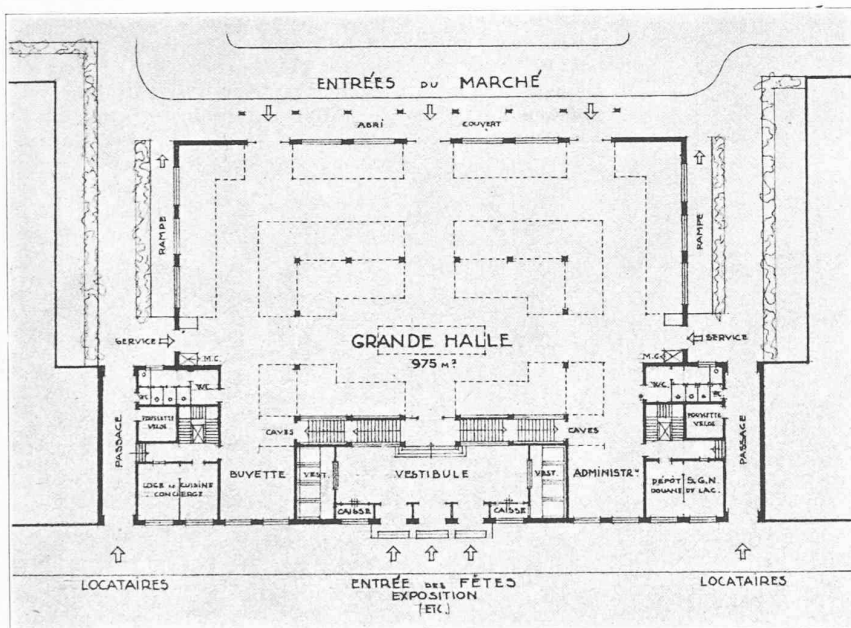 ENTRÉES DU MARCHÉ
ABRI COUVERT
RAMPE
RAMPE
SERVICE
SERVICE
GRANDE HALLE
975 M²
M.C.
M.C.
W.C.
W.C.
W.C.
POUSSETTE
VELOS
POUSSETTE
VELOS
CAVES
CAVES
PASSAGE
PASSAGE
BUVETTE
VEST.
VESTIBULE
VEST.
ADMINISTR^N
LOGE CUISINE
CONCIERGE
DÉPÔT S.G.N.
DOUANE DU LAC.
CAISSE
CAISSE
LOCATAIRES
ENTRÉE DES FÊTES
LOCATAIRES
EXPOSITION
(ETC.)